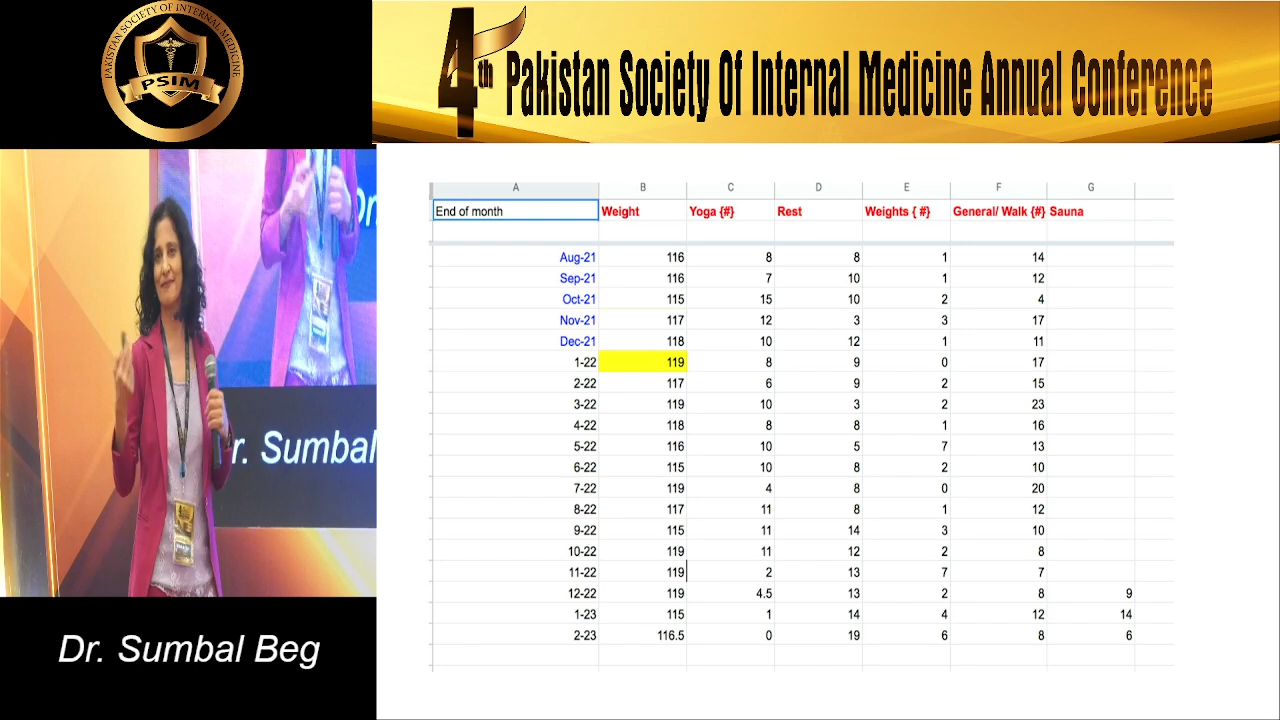 PAKISTAN SOCIETY OF INTERNAL MEDICINE
PSIM
4th Pakistan Society Of Internal Medicine Annual Conference
A B C D E F G
End of month Weight Yoga {#} Rest Weights { #} General/ Walk {#} Sauna
Aug-21 116 8 8 1 14
Sep-21 116 7 10 1 12
Oct-21 115 15 10 2 4
Nov-21 117 12 3 3 17
Dec-21 118 10 12 1 11
1-22 119 8 9 0 17
2-22 117 6 9 2 15
3-22 119 10 3 2 23
4-22 118 8 8 1 16
5-22 116 10 5 7 13
6-22 115 10 8 2 10
7-22 119 4 8 0 20
8-22 117 11 8 1 12
9-22 115 11 14 3 10
10-22 119 11 12 2 8
11-22 119 2 13 7 7
12-22 119 4.5 13 2 8 9
1-23 115 1 14 4 12 14
2-23 116.5 0 19 6 8 6
r. Sumbal
Dr. Sumbal Beg